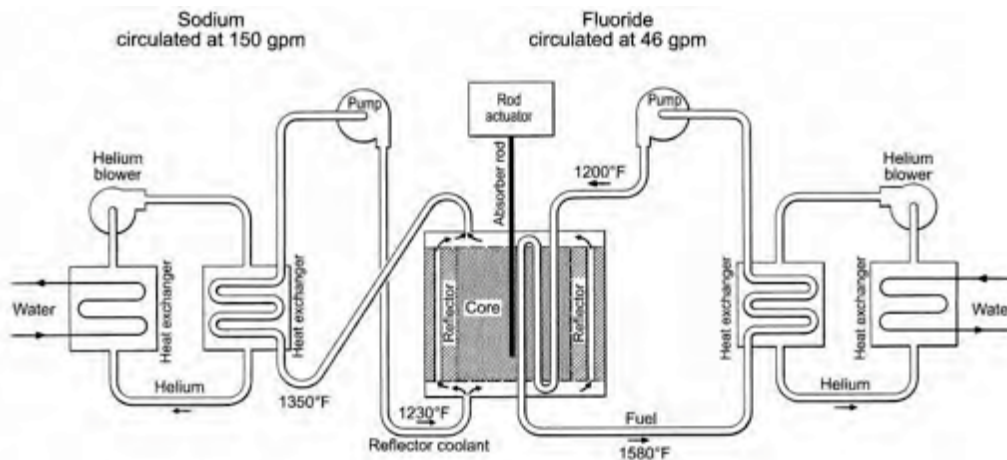 Sodium
circulated at 150 gpm
Fluoride
circulated at 46 gpm
Pump
Rod
actuator
Pump
Helium
blower
Absorber rod
1200°F
Helium
blower
Water
Heat exchanger
Heat exchanger
Reflector
Core
Reflector
Heat exchanger
Heat exchanger
Wate
Helium
1350°F
1230°F
Reflector coolant
Fuel
1580°F
Helium